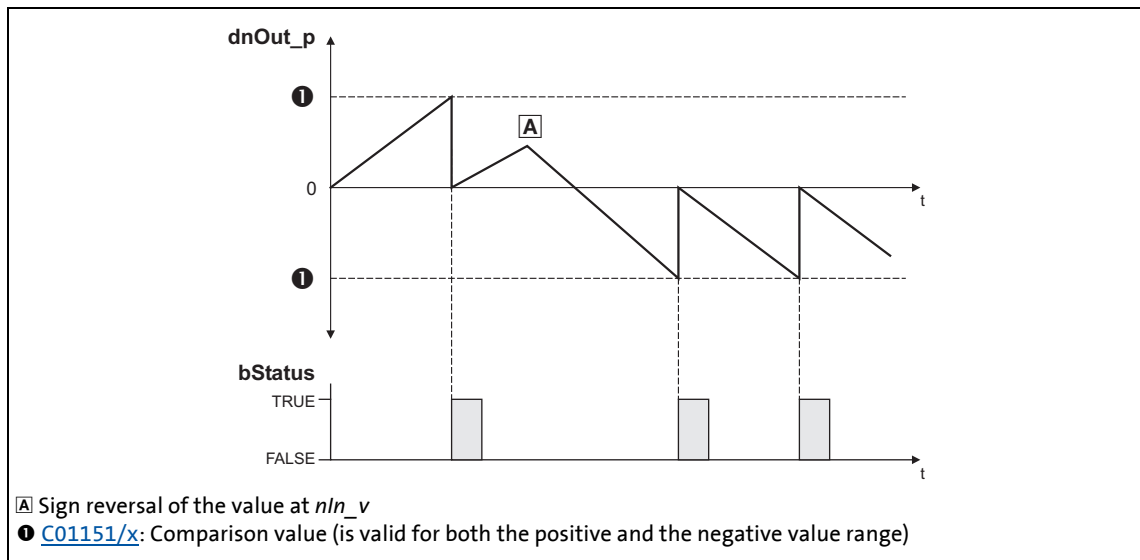 dnOut_p
❶
🄰
0
t
❶
bStatus
TRUE
FALSE
t
🄰 Sign reversal of the value at nIn_v
❶ C01151/x: Comparison value (is valid for both the positive and the negative value range)